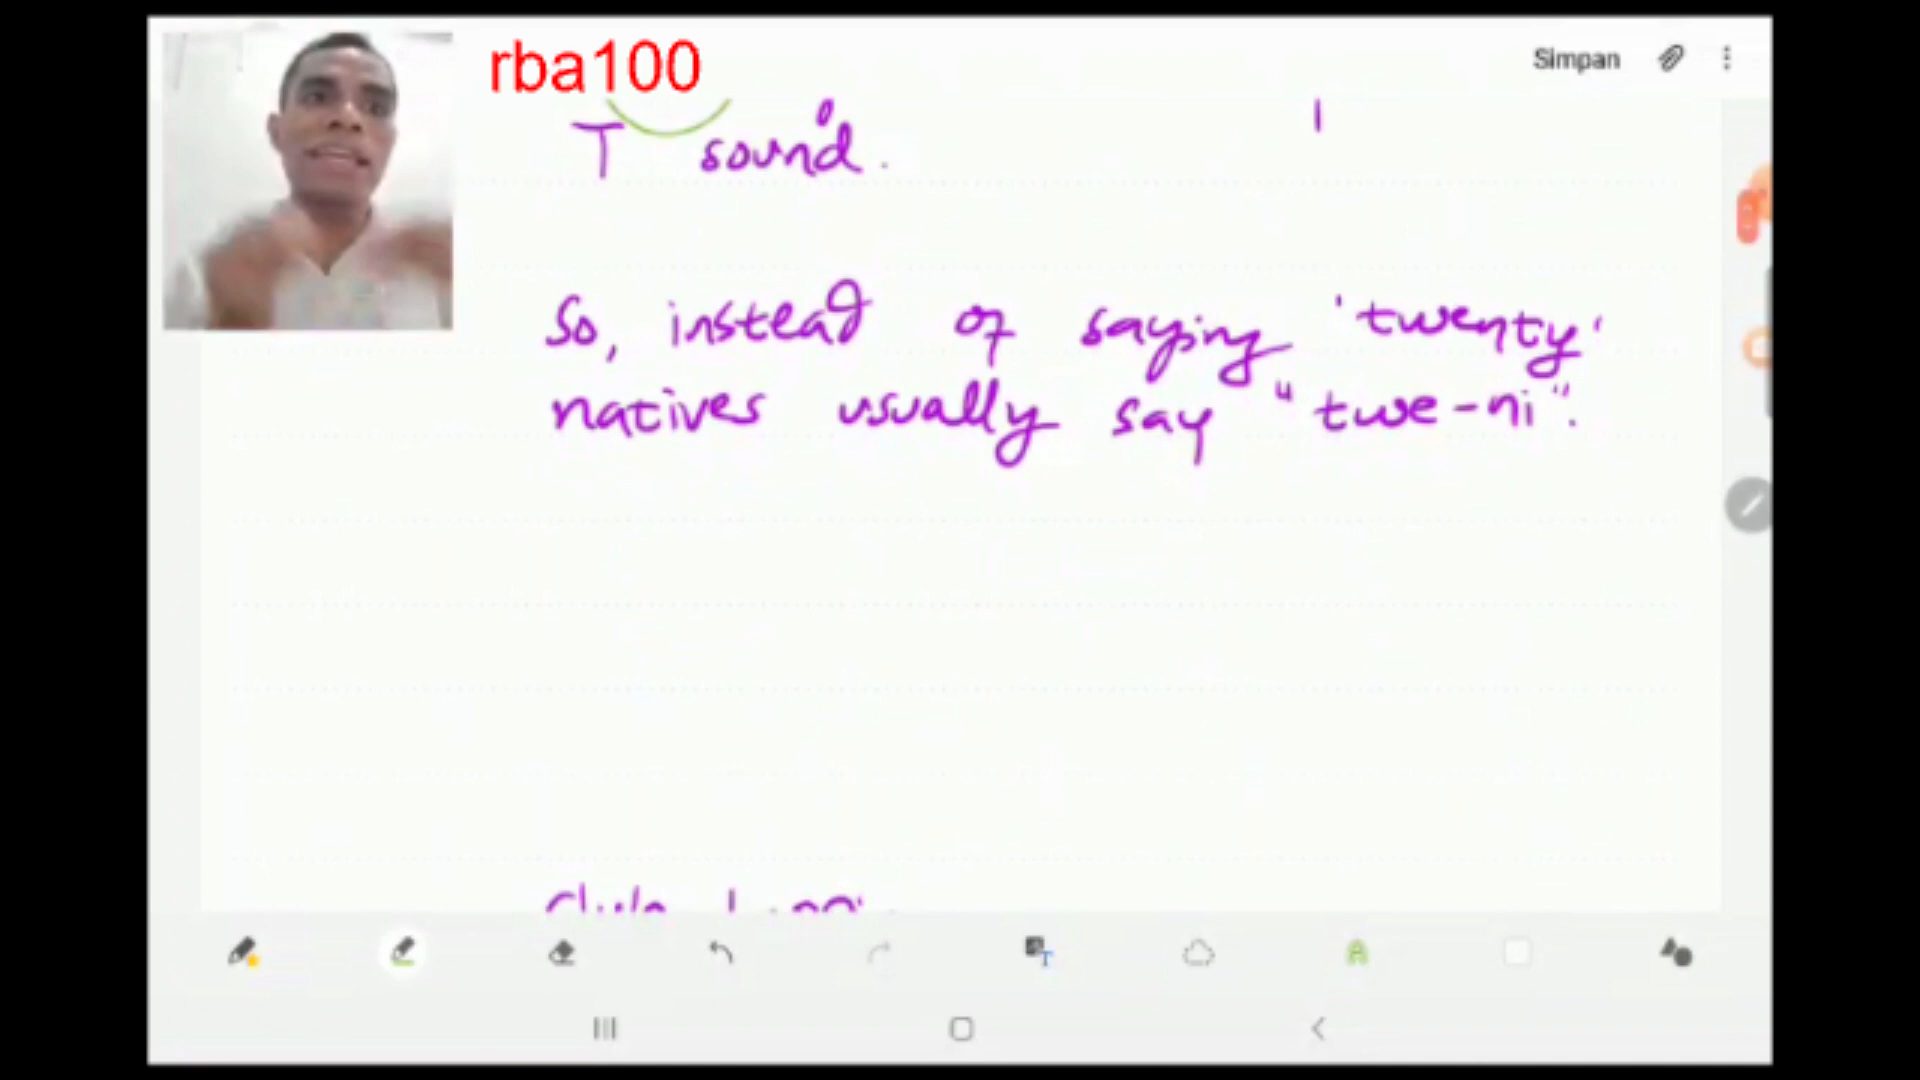 rba100
Simpan
T sound.
So, instead of saying 'twenty'
natives usually say "twe-ni".